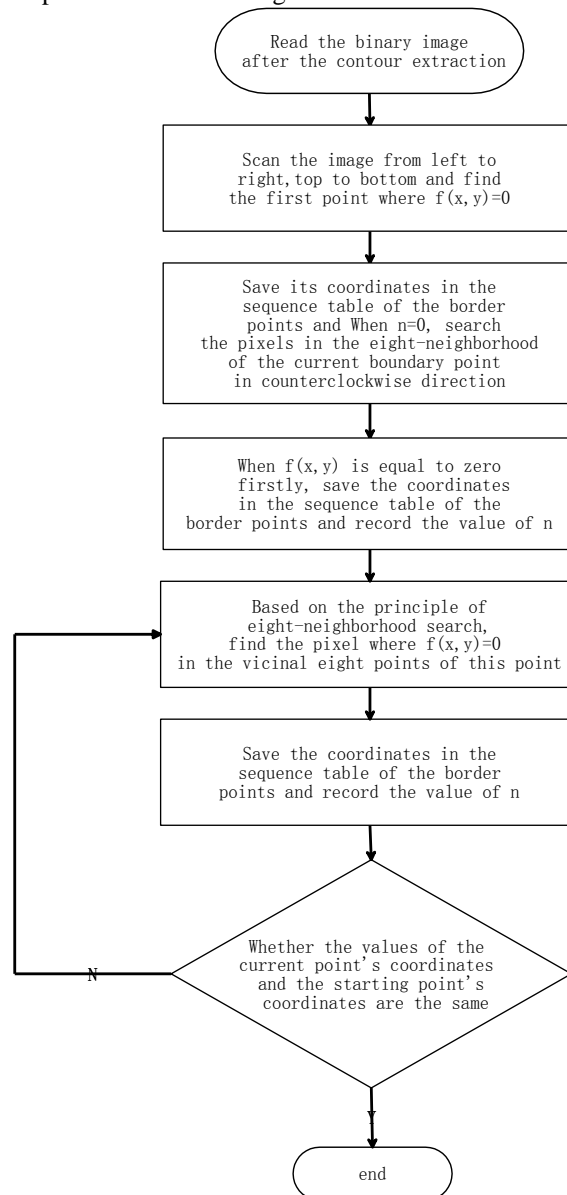 Read the binary image
after the contour extraction
Scan the image from left to
right,top to bottom and find
the first point where f(x,y)=0
Save its coordinates in the
sequence table of the border
points and When n=0, search
the pixels in the eight-neighborhood
of the current boundary point
in counterclockwise direction
When f(x,y) is equal to zero
firstly, save the coordinates
in the sequence table of the
border points and record the value of n
Based on the principle of
eight-neighborhood search,
find the pixel where f(x,y)=0
in the vicinal eight points of this point
Save the coordinates in the
sequence table of the border
points and record the value of n
Whether the values of the
current point's coordinates
and the starting point's
coordinates are the same
N
Y
end